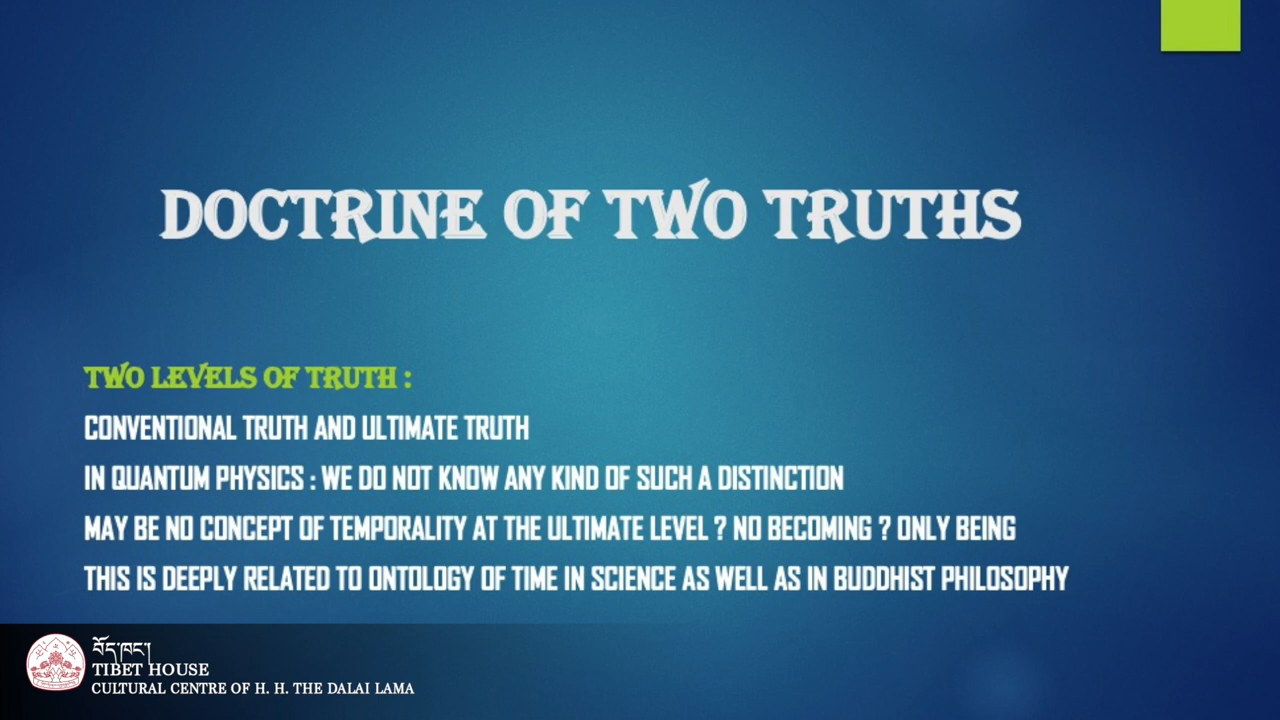 DOCTRINE OF TWO TRUTHS
TWO LEVELS OF TRUTH :
CONVENTIONAL TRUTH AND ULTIMATE TRUTH
IN QUANTUM PHYSICS : WE DO NOT KNOW ANY KIND OF SUCH A DISTINCTION
MAY BE NO CONCEPT OF TEMPORALITY AT THE ULTIMATE LEVEL ? NO BECOMING ? ONLY BEING
THIS IS DEEPLY RELATED TO ONTOLOGY OF TIME IN SCIENCE AS WELL AS IN BUDDHIST PHILOSOPHY
བོད་ཁང་།
TIBET HOUSE
CULTURAL CENTRE OF H. H. THE DALAI LAMA